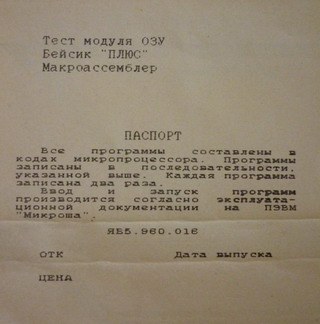 Тест модуля ОЗУ
Бейсик "ПЛЮС"
Макроассемблер
ПАСПОРТ
Все программы составлены в
кодах микропроцессора. Программы
записаны в последовательности,
указанной выше. Каждая программа
записана два раза.
Ввод и запуск программ
производится согласно эксплуата-
ционной документации на ПЭВМ
"Микроша".
ЯБ5.960.016
ОТК Дата выпуска
ЦЕНА